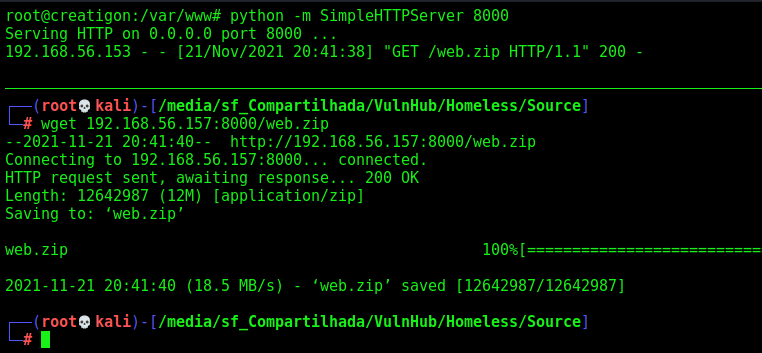 root@creatigon:/var/www# python -m SimpleHTTPServer 8000
Serving HTTP on 0.0.0.0 port 8000 ...
192.168.56.153 - - [21/Nov/2021 20:41:38] "GET /web.zip HTTP/1.1" 200 -
┌──(root💀kali)-[/media/sf_Compartilhada/VulnHub/Homeless/Source]
└─# wget 192.168.56.157:8000/web.zip
--2021-11-21 20:41:40--  http://192.168.56.157:8000/web.zip
Connecting to 192.168.56.157:8000... connected.
HTTP request sent, awaiting response... 200 OK
Length: 12642987 (12M) [application/zip]
Saving to: ‘web.zip’
web.zip                                              100%[===========================
2021-11-21 20:41:40 (18.5 MB/s) - ‘web.zip’ saved [12642987/12642987]
┌──(root💀kali)-[/media/sf_Compartilhada/VulnHub/Homeless/Source]
└─#